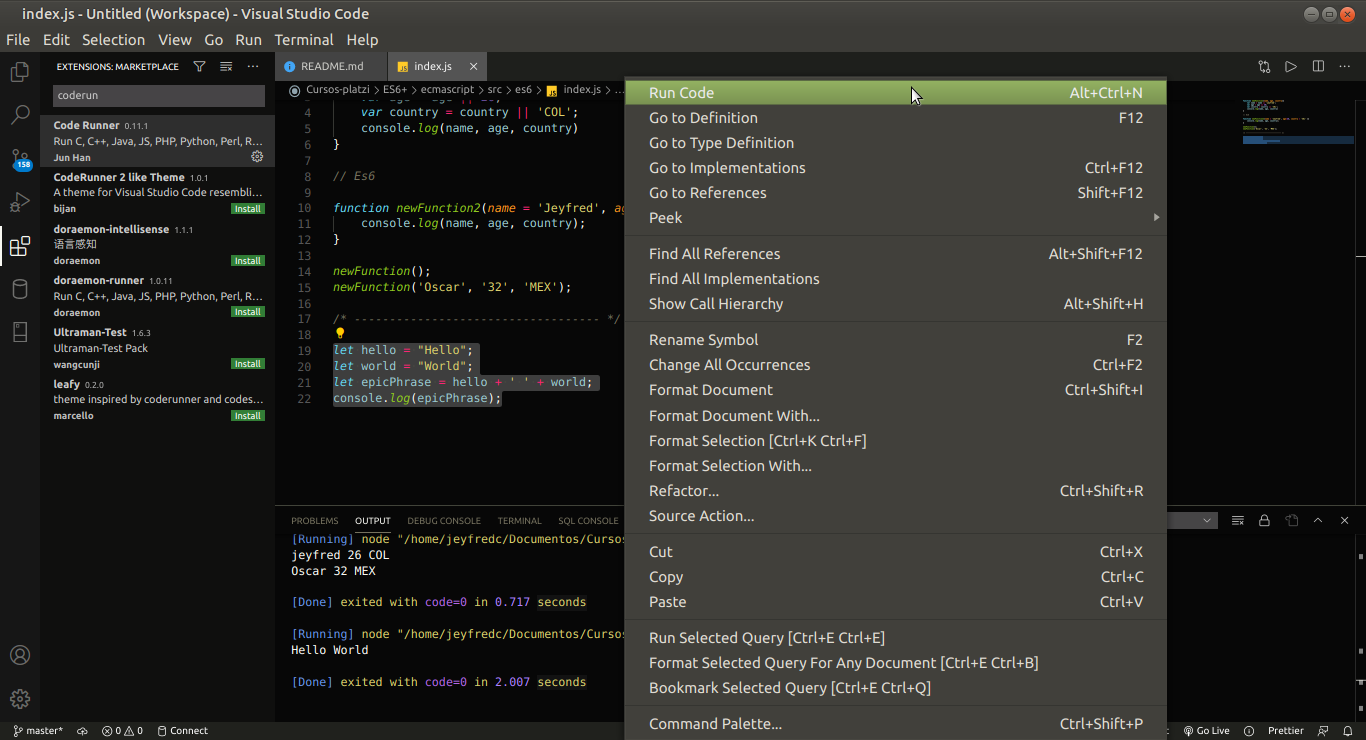 index.js - Untitled (Workspace) - Visual Studio Code
File Edit Selection View Go Run Terminal Help
EXTENSIONS: MARKETPLACE
coderun
Code Runner 0.11.1
Run C, C++, Java, JS, PHP, Python, Perl, R...
Jun Han
158
CodeRunner 2 like Theme 1.0.1
A theme for Visual Studio Code resembli...
bijan Install
doraemon-intellisense 1.1.1
语言感知
doraemon Install
doraemon-runner 1.0.11
Run C, C++, Java, JS, PHP, Python, Perl, R...
doraemon Install
Ultraman-Test 1.6.3
Ultraman-Test Pack
wangcunji Install
leafy 0.2.0
theme inspired by coderunner and codes...
marcello Install
README.md index.js
Cursos-platzi > ES6+ > ecmascript > src > es6 > index.js > ...
4 var country = country || 'COL';
5 console.log(name, age, country)
6 }
7
8 // Es6
9
10 function newFunction2(name = 'Jeyfred', ag
11 console.log(name, age, country);
12 }
13
14 newFunction();
15 newFunction('Oscar', '32', 'MEX');
16
17 /* ----------------------------------- */
18
19 let hello = "Hello";
20 let world = "World";
21 let epicPhrase = hello + ' ' + world;
22 console.log(epicPhrase);
PROBLEMS OUTPUT DEBUG CONSOLE TERMINAL SQL CONSOLE
[Running] node "/home/jeyfredc/Documentos/Cursos
jeyfred 26 COL
Oscar 32 MEX
[Done] exited with code=0 in 0.717 seconds
[Running] node "/home/jeyfredc/Documentos/Cursos
Hello World
[Done] exited with code=0 in 2.007 seconds
Run Code Alt+Ctrl+N
Go to Definition F12
Go to Type Definition
Go to Implementations Ctrl+F12
Go to References Shift+F12
Peek
Find All References Alt+Shift+F12
Find All Implementations
Show Call Hierarchy Alt+Shift+H
Rename Symbol F2
Change All Occurrences Ctrl+F2
Format Document Ctrl+Shift+I
Format Document With...
Format Selection [Ctrl+K Ctrl+F]
Format Selection With...
Refactor... Ctrl+Shift+R
Source Action...
Cut Ctrl+X
Copy Ctrl+C
Paste Ctrl+V
Run Selected Query [Ctrl+E Ctrl+E]
Format Selected Query For Any Document [Ctrl+E Ctrl+B]
Bookmark Selected Query [Ctrl+E Ctrl+Q]
Command Palette... Ctrl+Shift+P
master* 0 0 Connect
Go Live Prettier